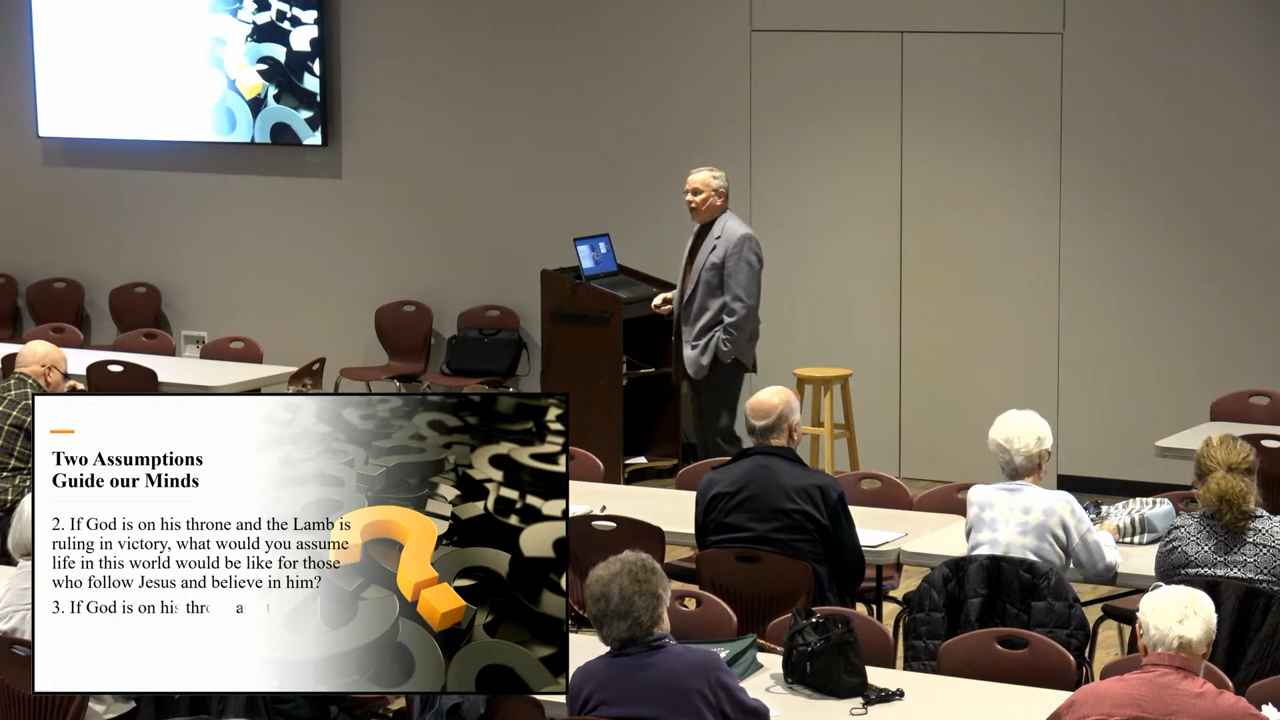 Two Assumptions
Guide our Minds
2. If God is on his throne and the Lamb is
ruling in victory, what would you assume
life in this world would be like for those
who follow Jesus and believe in him?
3. If God is on his